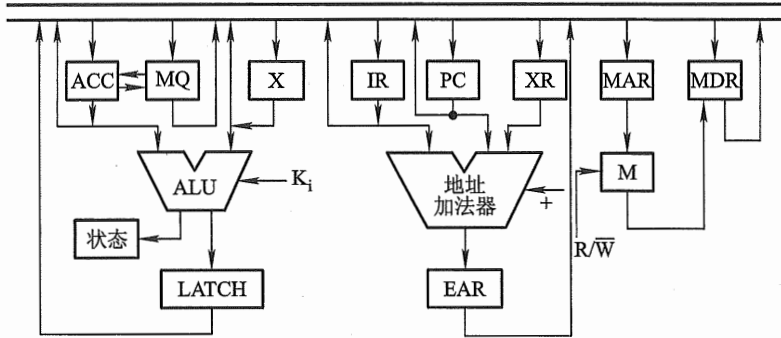 ACC
MQ
X
IR
PC
XR
MAR
MDR
ALU
Kᵢ
地址
加法器
+
M
状态
R/W̅
LATCH
EAR